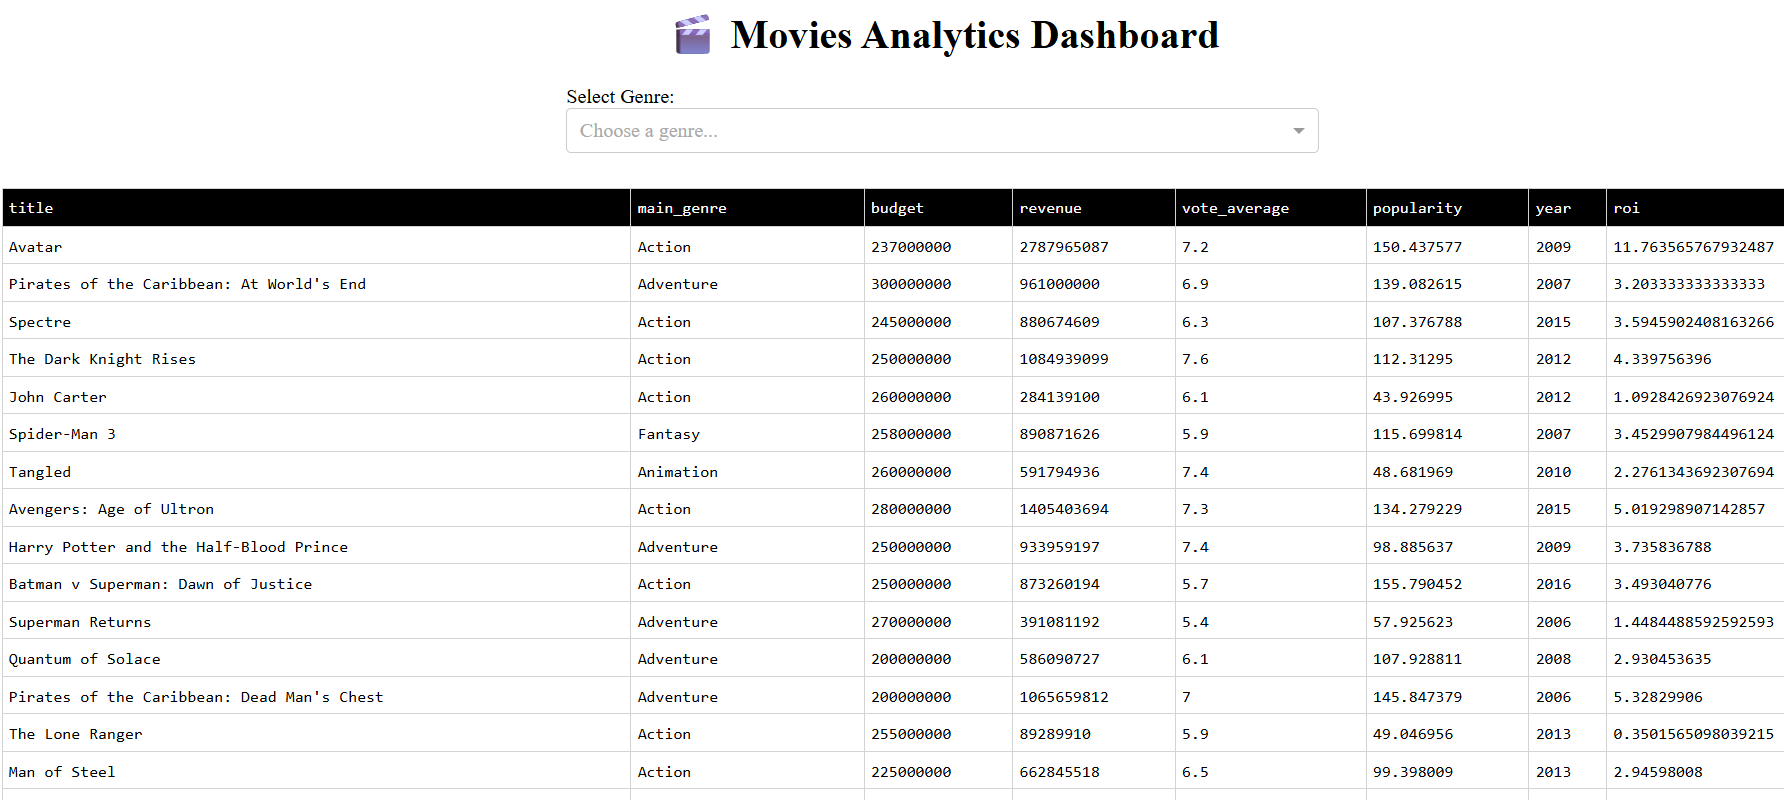 Movies Analytics Dashboard
Select Genre:
Choose a genre...
title main_genre budget revenue vote_average popularity year roi
Avatar Action 237000000 2787965087 7.2 150.437577 2009 11.763565767932487
Pirates of the Caribbean: At World's End Adventure 300000000 961000000 6.9 139.082615 2007 3.203333333333333
Spectre Action 245000000 880674609 6.3 107.376788 2015 3.5945902408163266
The Dark Knight Rises Action 250000000 1084939099 7.6 112.31295 2012 4.339756396
John Carter Action 260000000 284139100 6.1 43.926995 2012 1.0928426923076924
Spider-Man 3 Fantasy 258000000 890871626 5.9 115.699814 2007 3.4529907984496124
Tangled Animation 260000000 591794936 7.4 48.681969 2010 2.2761343692307694
Avengers: Age of Ultron Action 280000000 1405403694 7.3 134.279229 2015 5.019298907142857
Harry Potter and the Half-Blood Prince Adventure 250000000 933959197 7.4 98.885637 2009 3.735836788
Batman v Superman: Dawn of Justice Action 250000000 873260194 5.7 155.790452 2016 3.493040776
Superman Returns Adventure 270000000 391081192 5.4 57.925623 2006 1.4484488592592593
Quantum of Solace Adventure 200000000 586090727 6.1 107.928811 2008 2.930453635
Pirates of the Caribbean: Dead Man's Chest Adventure 200000000 1065659812 7 145.847379 2006 5.32829906
The Lone Ranger Action 255000000 89289910 5.9 49.046956 2013 0.3501565098039215
Man of Steel Action 225000000 662845518 6.5 99.398009 2013 2.94598008